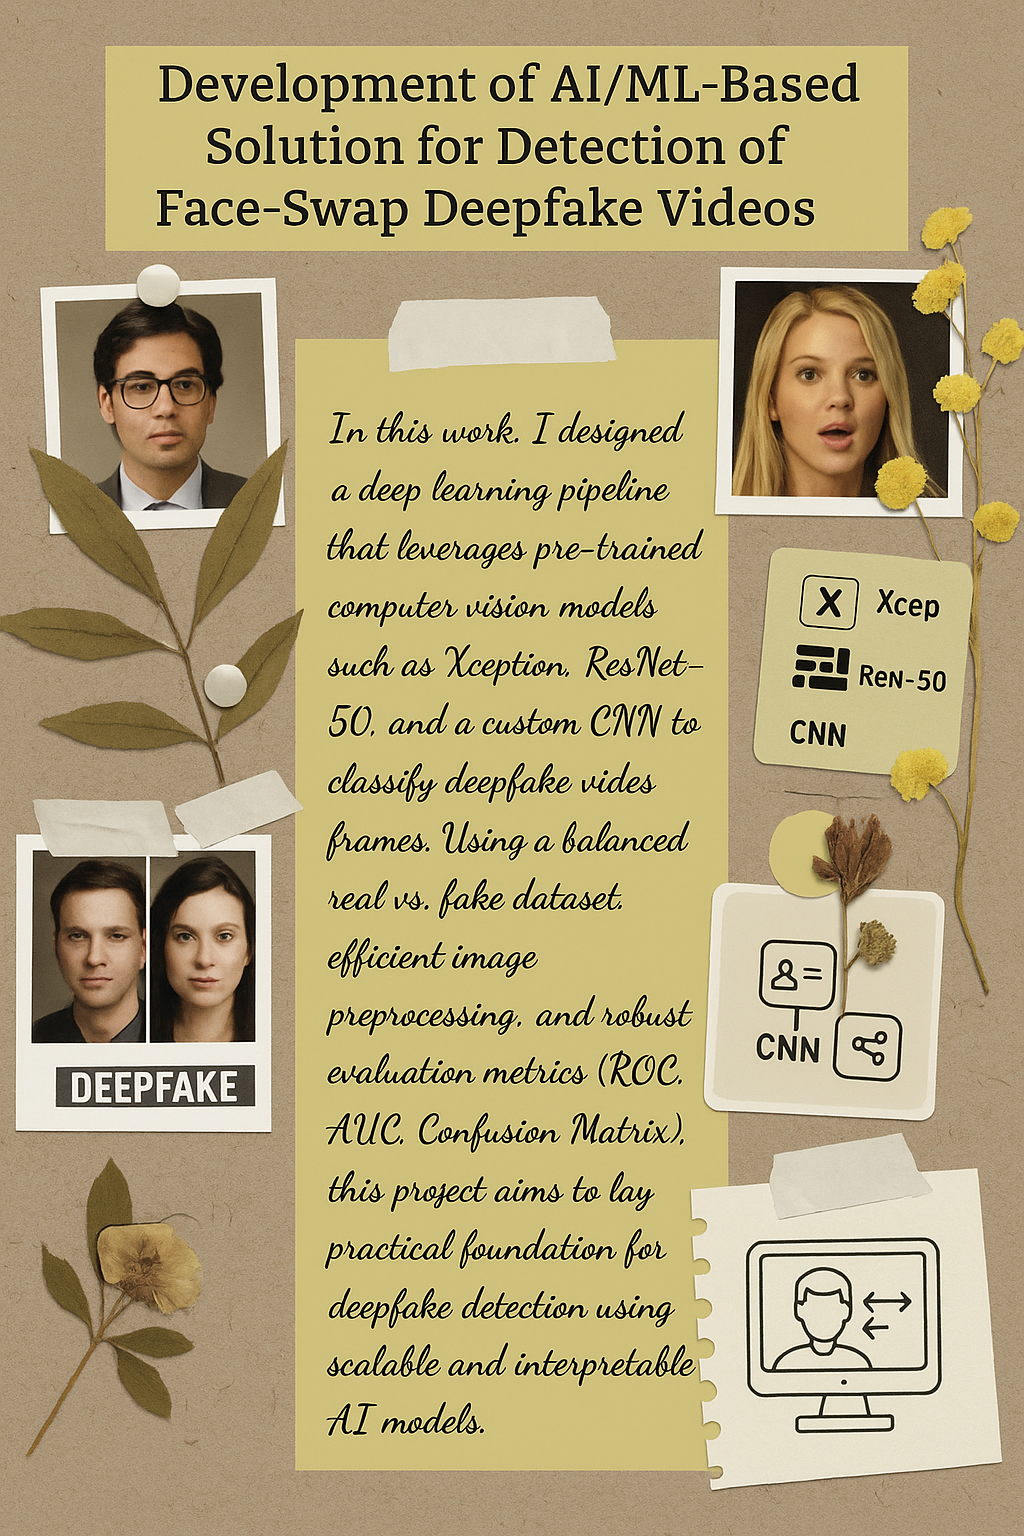 Development of AI/ML-Based
Solution for Detection of
Face-Swap Deepfake Videos
In this work. I designed
a deep learning pipeline
that leverages pre-trained
computer vision models
such as Xception, ResNet-
50, and a custom CNN to
classify deepfake vides
frames. Using a balanced
real vs. fake dataset.
efficient image
preprocessing, and robust
evaluation metrics (ROC,
AUC, Confusion Matrix),
this project aims to lay
practical foundation for
deepfake detection using
scalable and interpretable
AI models.
X Xcep
ReN-50
CNN
DEEPFAKE
CNN